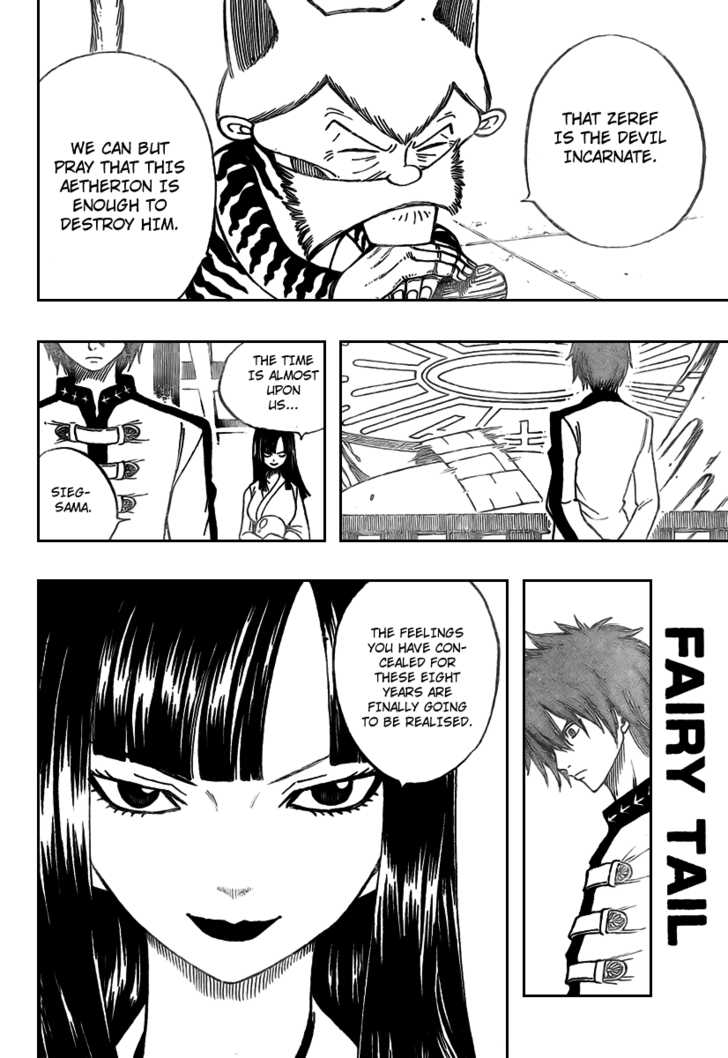 THAT ZEREF
IS THE DEVIL
INCARNATE.
WE CAN BUT
PRAY THAT THIS
AETHERION IS
ENOUGH TO
DESTROY HIM.
THE TIME
IS ALMOST
UPON
US...
SIEG-
SAMA.
FAIRY TAIL
THE FEELINGS
YOU HAVE CON-
CEALED FOR
THESE EIGHT
YEARS ARE
FINALLY GOING
TO BE REALISED.